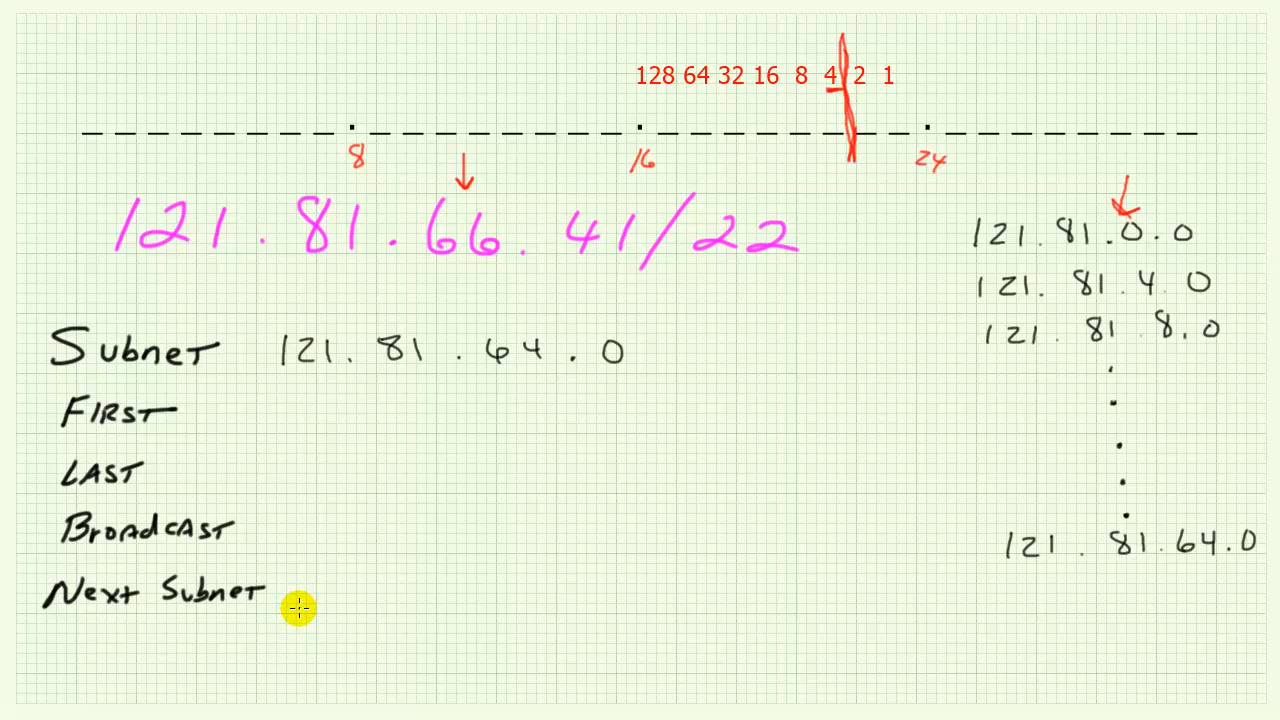 128 64 32 16 8 4 2 1
8 16 24
121.81.66.41/22
121.81.0.0
121.81.4.0
121.81.8.0
Subnet 121.81.64.0
First
Last
Broadcast
121.81.64.0
Next Subnet